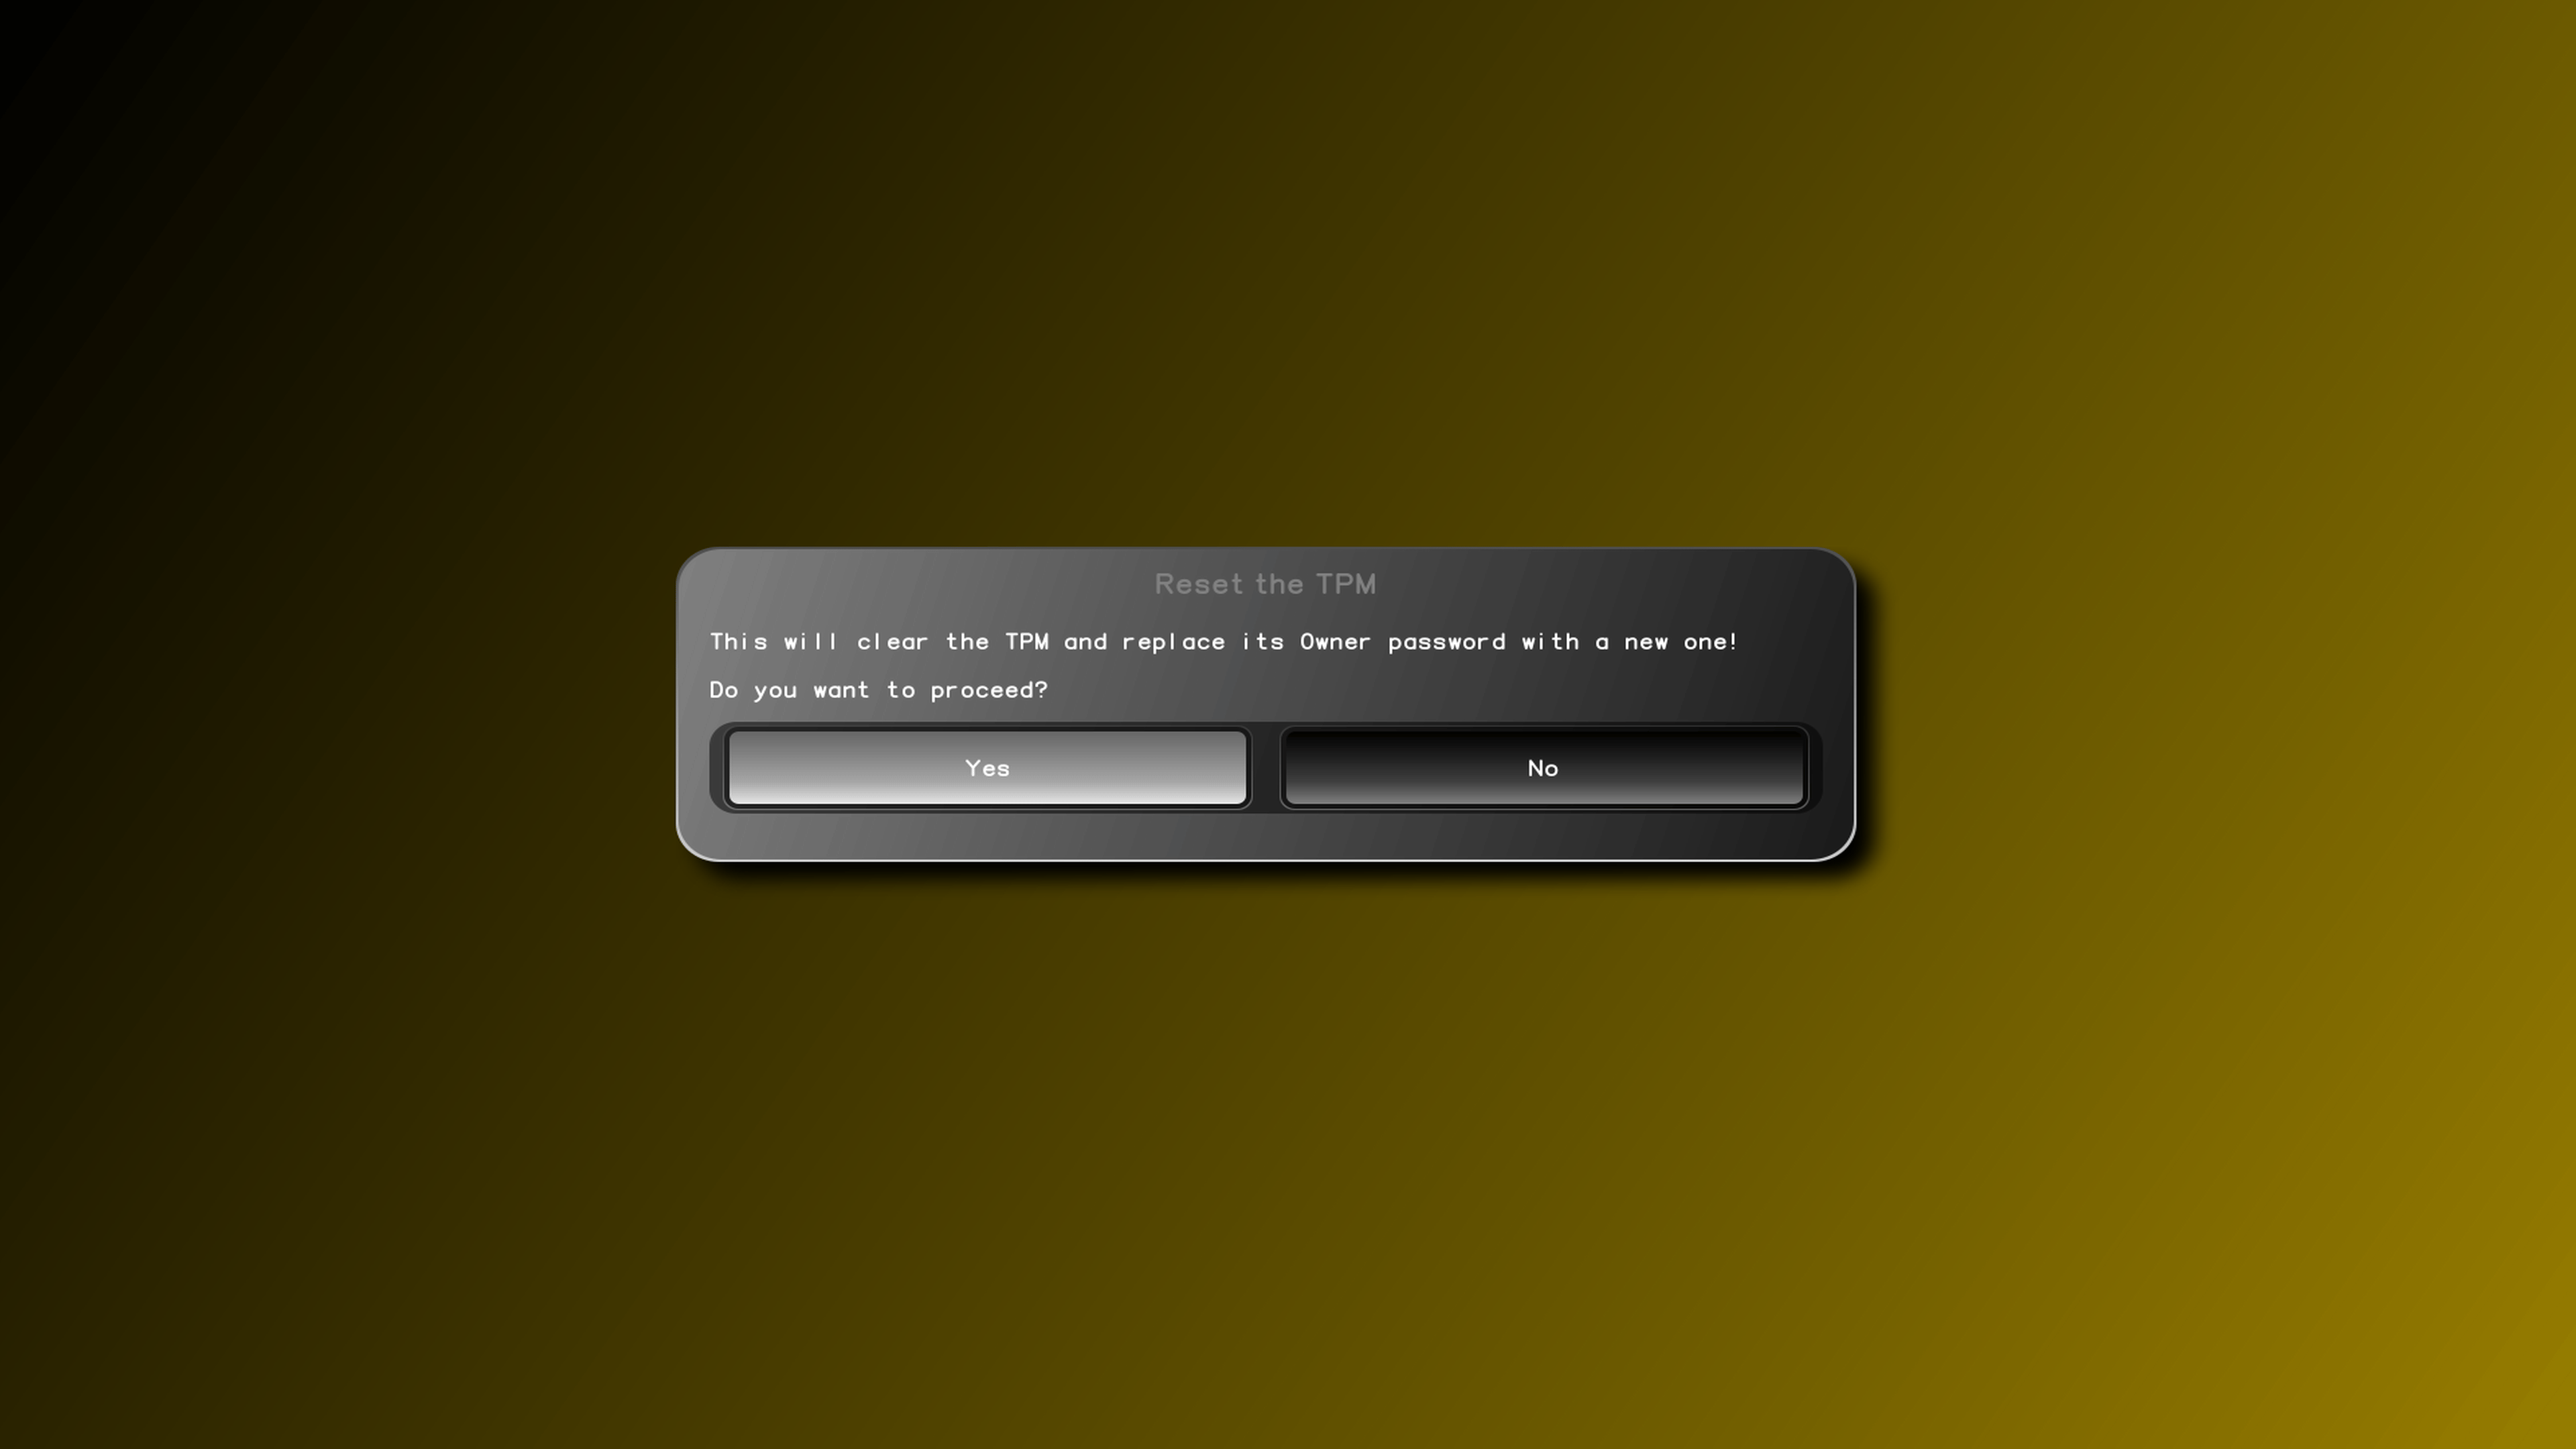 Reset the TPM
This will clear the TPM and replace its Owner password with a new one!
Do you want to proceed?
Yes
No